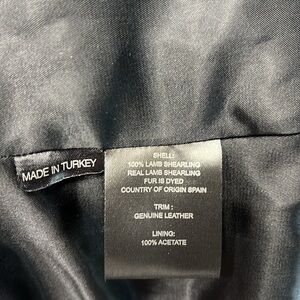 MADE IN TURKEY
SHELL:
100% LAMB SHEARLING
REAL LAMB SHEARLING
FUR IS DYED
COUNTRY OF ORIGIN SPAIN
TRIM :
GENUINE LEATHER
LINING:
100% ACETATE